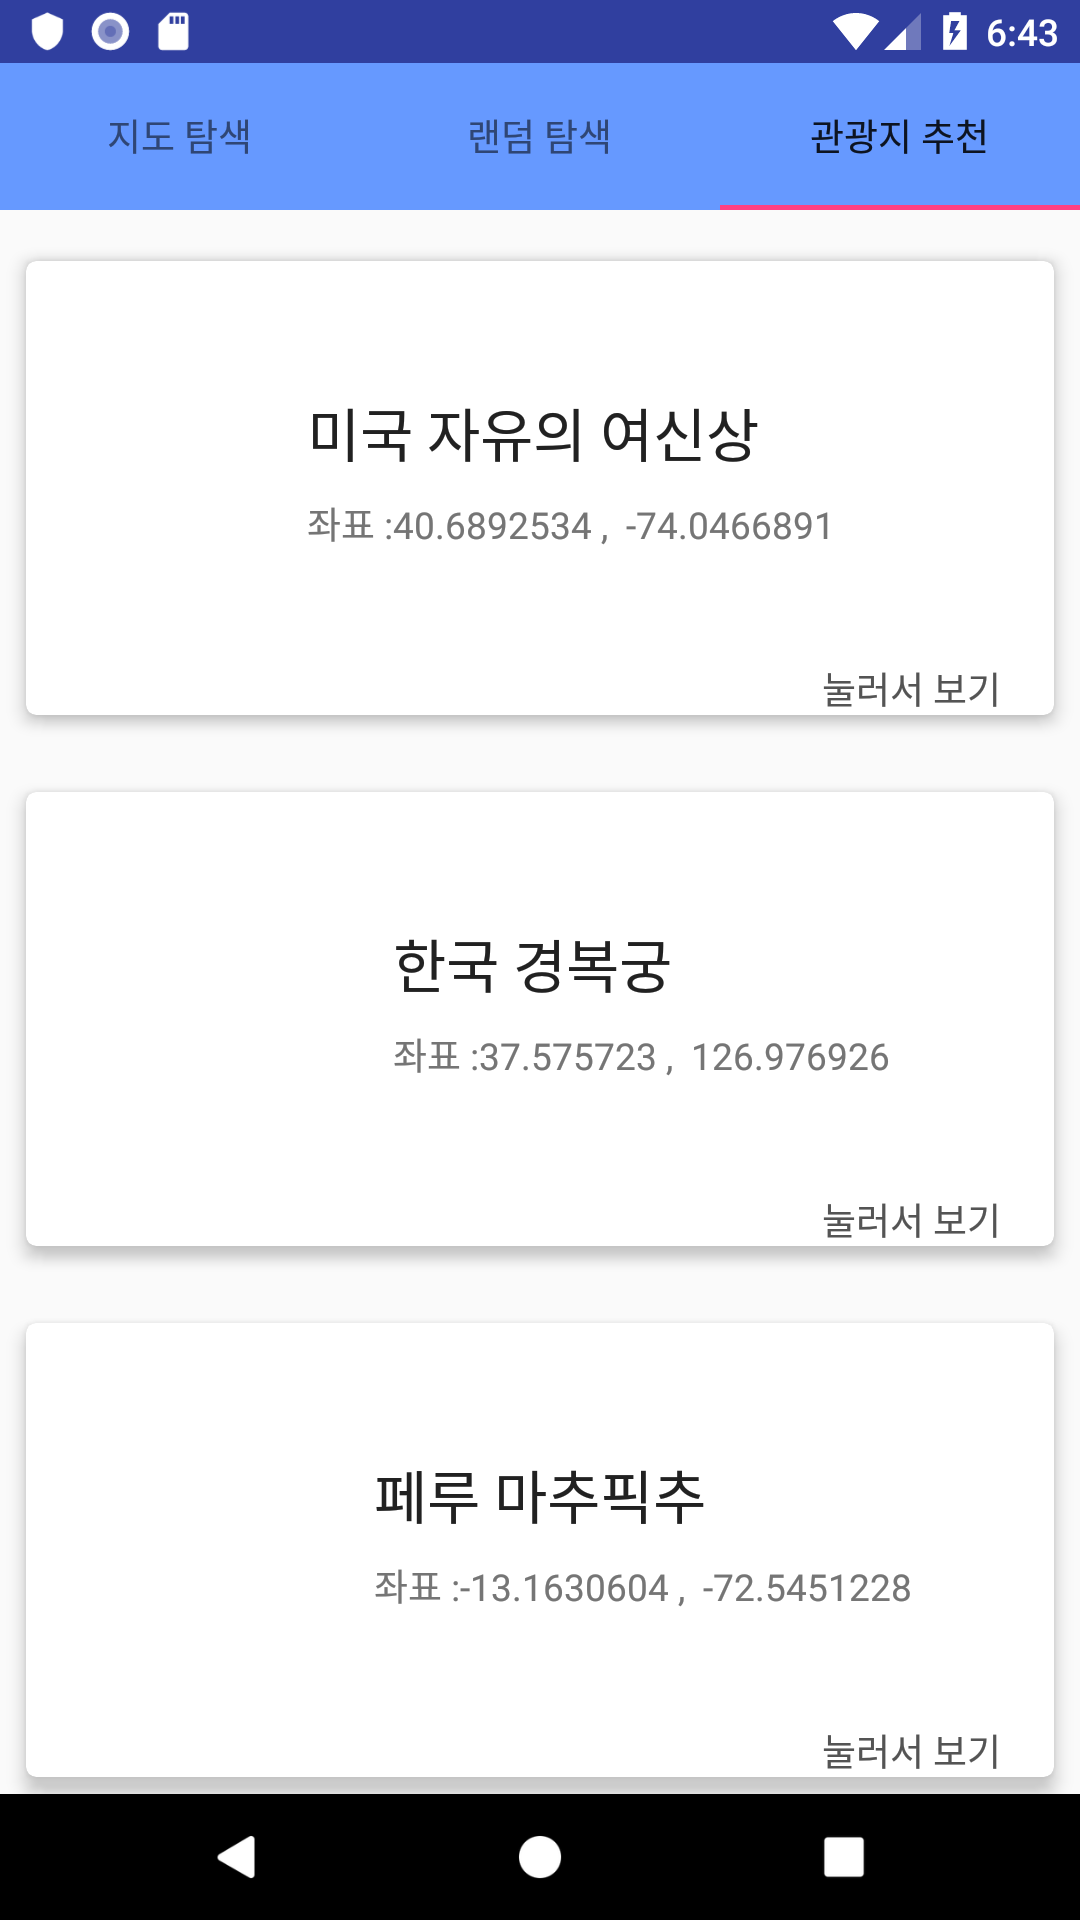 6:43
지도 탐색 랜덤 탐색 관광지 추천
미국 자유의 여신상
좌표 :40.6892534 , -74.0466891
눌러서 보기
한국 경복궁
좌표 :37.575723 , 126.976926
눌러서 보기
페루 마추픽추
좌표 :-13.1630604 , -72.5451228
눌러서 보기